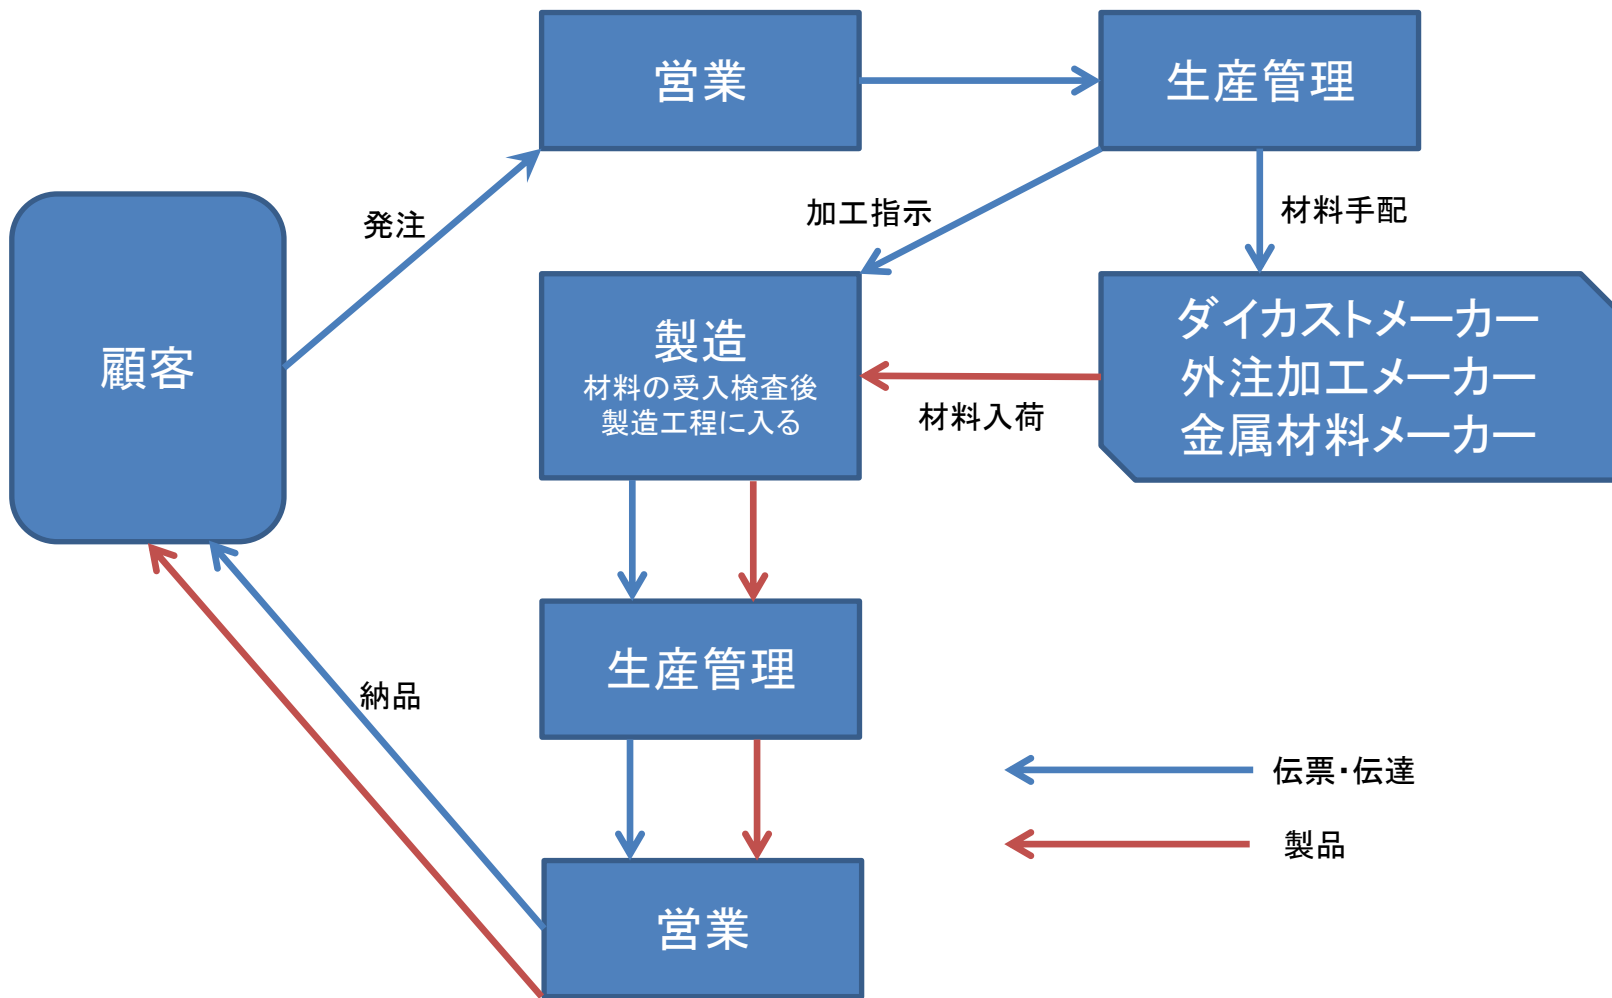 営業
生産管理
発注
加工指示
材料手配
顧客
製造
材料の受入検査後
製造工程に入る
材料入荷
ダイカストメーカー
外注加工メーカー
金属材料メーカー
生産管理
納品
伝票・伝達
製品
営業